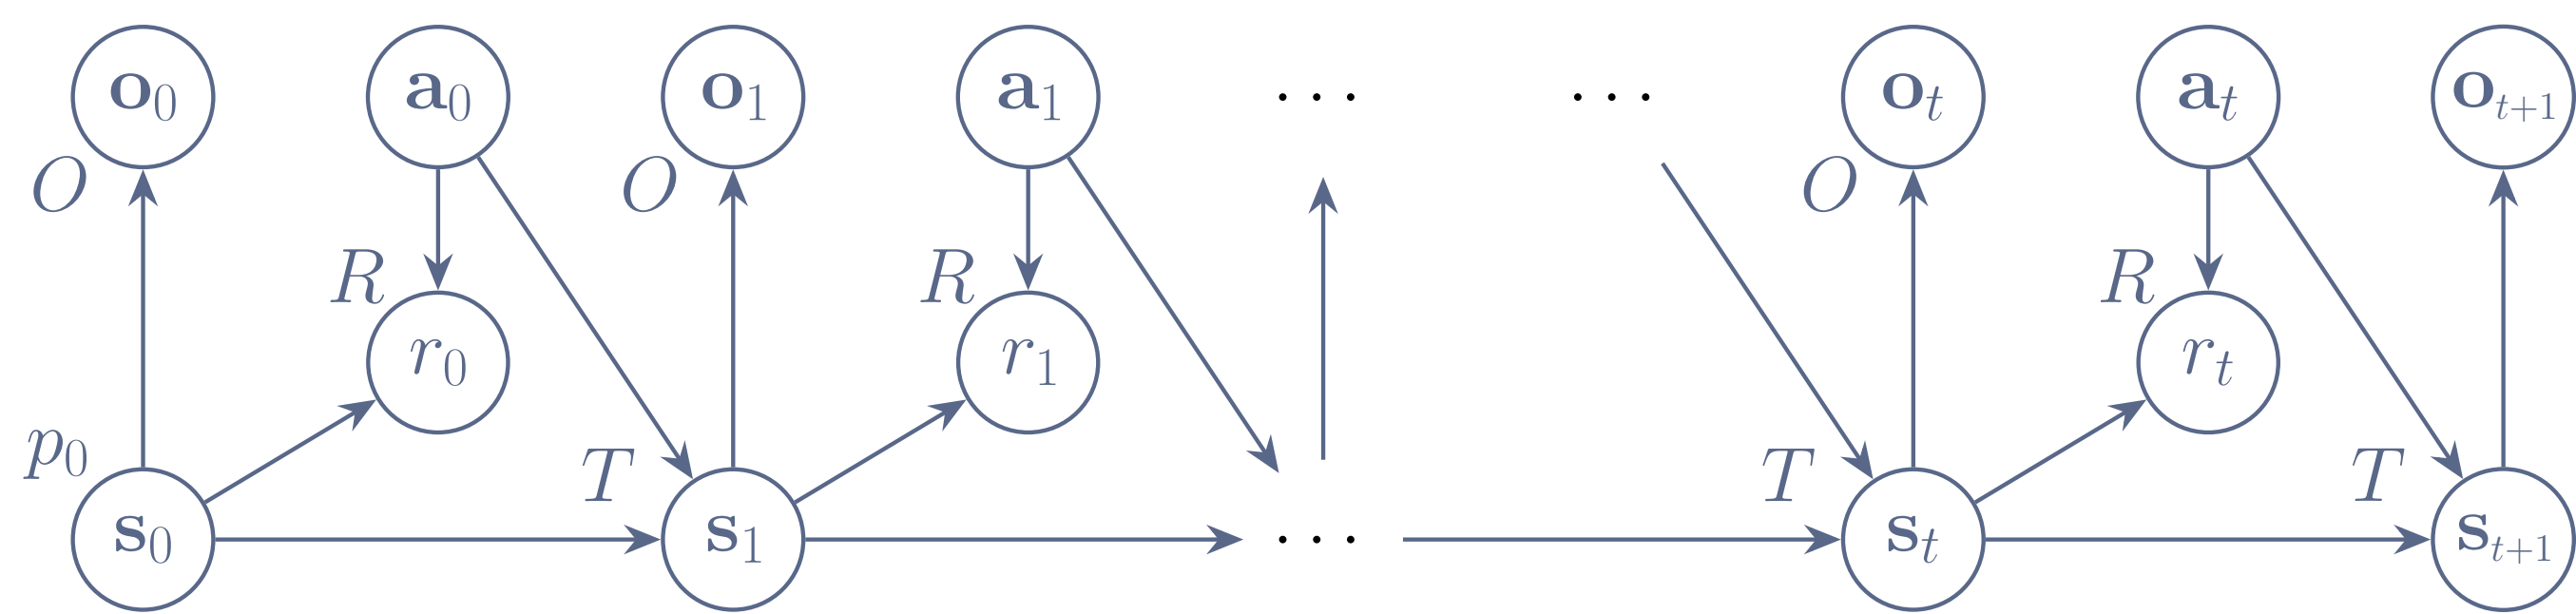 o₀ a₀ o₁ a₁ ... ... oₜ aₜ oₜ₊₁
O O O
R R R
r₀ r₁ rₜ
p₀ T T T
s₀ s₁ ... sₜ sₜ₊₁